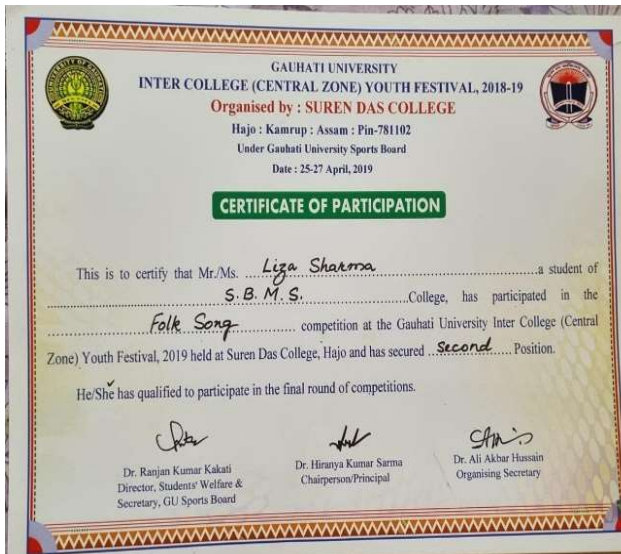 GAUHATI UNIVERSITY
INTER COLLEGE (CENTRAL ZONE) YOUTH FESTIVAL, 2018-19
Organised by : SUREN DAS COLLEGE
Hajo : Kamrup : Assam : Pin-781102
Under Gauhati University Sports Board
Date : 25-27 April, 2019
CERTIFICATE OF PARTICIPATION
This is to certify that Mr./Ms. Liza Sharma a student of
S.B.M.S. College, has participated in the
Folk Song competition at the Gauhati University Inter College (Central
Zone) Youth Festival, 2019 held at Suren Das College, Hajo and has secured Second Position.
He/She has qualified to participate in the final round of competitions.
Dr. Ranjan Kumar Kakati
Director, Students' Welfare &
Secretary, GU Sports Board
Dr. Hiranya Kumar Sarma
Chairperson/Principal
Dr. Ali Akbar Hussain
Organising Secretary